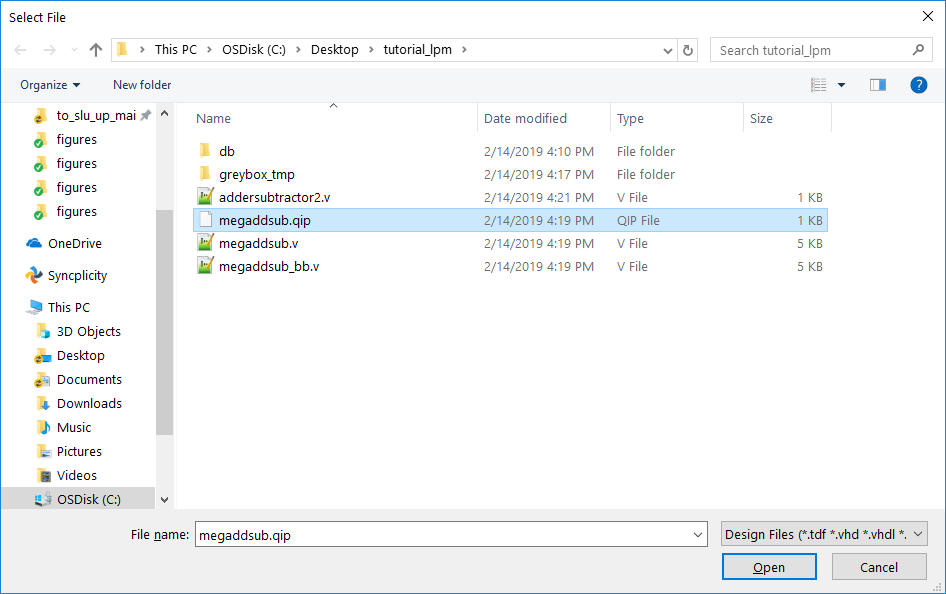 Select File
This PC > OSDisk (C:) > Desktop > tutorial_lpm >
Search tutorial_lpm
Organize
New folder
?
to_slu_up_mai
figures
figures
figures
figures
OneDrive
Syncplicity
This PC
3D Objects
Desktop
Documents
Downloads
Music
Pictures
Videos
OSDisk (C:)
Name Date modified Type Size
db 2/14/2019 4:10 PM File folder
greybox_tmp 2/14/2019 4:17 PM File folder
addersubtractor2.v 2/14/2019 4:21 PM V File 1 KB
megaddsub.qip 2/14/2019 4:19 PM QIP File 1 KB
megaddsub.v 2/14/2019 4:19 PM V File 5 KB
megaddsub_bb.v 2/14/2019 4:19 PM V File 5 KB
File name: megaddsub.qip
Design Files (*.tdf *.vhd *.vhdl *.
Open
Cancel